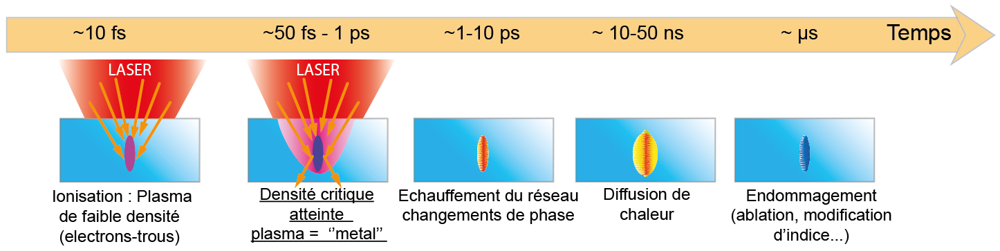 ~10 fs
~50 fs - 1 ps
~1-10 ps
~ 10-50 ns
~ µs
Temps
LASER
LASER
Ionisation : Plasma
de faible densité
(electrons-trous)
Densité critique
atteinte
plasma = ‘’metal’’
Echauffement du réseau
changements de phase
Diffusion de
chaleur
Endommagement
(ablation, modification
d’indice...)